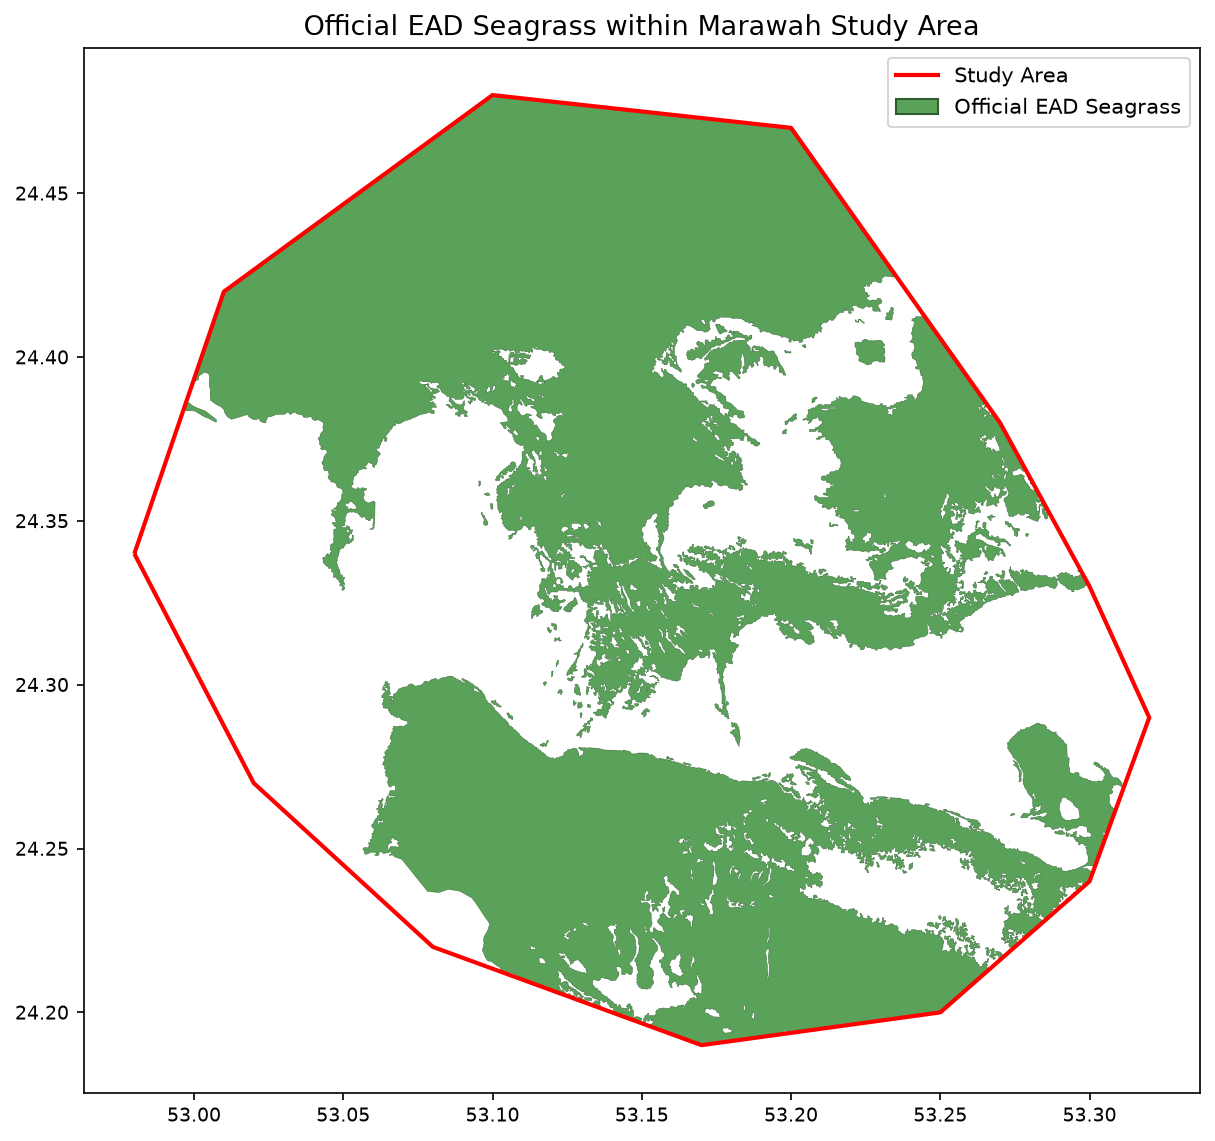 Official EAD Seagrass within Marawah Study Area
Study Area
Official EAD Seagrass
24.45
24.40
24.35
24.30
24.25
24.20
53.00 53.05 53.10 53.15 53.20 53.25 53.30